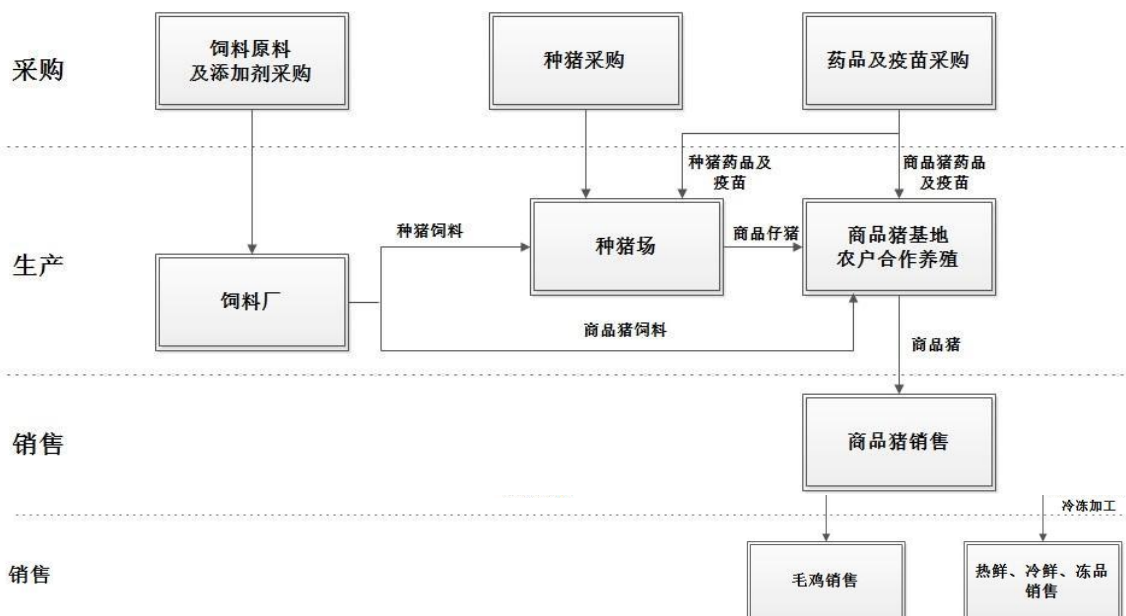 饲料原料
及添加剂采购
种猪采购
药品及疫苗采购
采购
种猪药品及
疫苗
商品猪药品
及疫苗
种猪饲料
种猪场
商品仔猪
商品猪基地
农户合作养殖
生产
饲料厂
商品猪饲料
商品猪
销售
商品猪销售
冷冻加工
销售
毛鸡销售
热鲜、冷鲜、冻品
销售